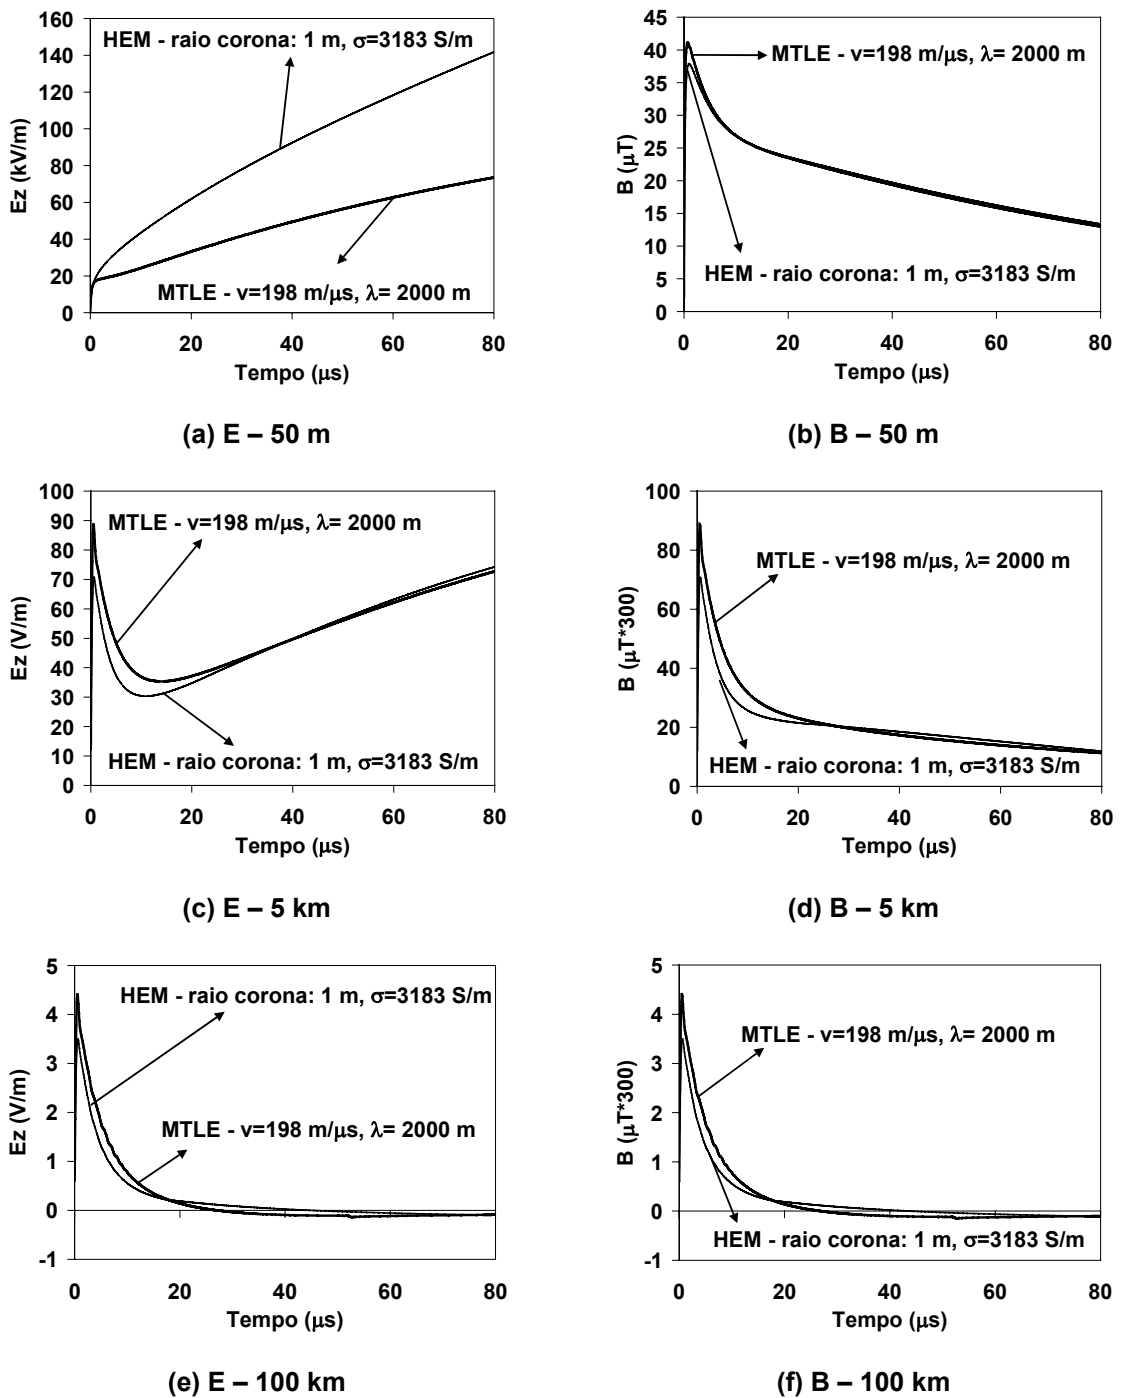 160
140
120
100
80
60
40
20
0
Ez (kV/m)
HEM - raio corona: 1 m, σ=3183 S/m
MTLE - v=198 m/μs, λ= 2000 m
0 20 40 60 80
Tempo (μs)
(a) E – 50 m
45
40
35
30
25
20
15
10
5
0
B (μT)
MTLE - v=198 m/μs, λ= 2000 m
HEM - raio corona: 1 m, σ=3183 S/m
0 20 40 60 80
Tempo (μs)
(b) B – 50 m
100
90
80
70
60
50
40
30
20
10
0
Ez (V/m)
MTLE - v=198 m/μs, λ= 2000 m
HEM - raio corona: 1 m, σ=3183 S/m
0 20 40 60 80
Tempo (μs)
(c) E – 5 km
100
80
60
40
20
0
B (μT*300)
MTLE - v=198 m/μs, λ= 2000 m
HEM - raio corona: 1 m, σ=3183 S/m
0 20 40 60 80
Tempo (μs)
(d) B – 5 km
5
4
3
2
1
0
-1
Ez (V/m)
HEM - raio corona: 1 m, σ=3183 S/m
MTLE - v=198 m/μs, λ= 2000 m
0 20 40 60 80
Tempo (μs)
(e) E – 100 km
5
4
3
2
1
0
-1
B (μT*300)
MTLE - v=198 m/μs, λ= 2000 m
HEM - raio corona: 1 m, σ=3183 S/m
0 20 40 60 80
Tempo (μs)
(f) B – 100 km